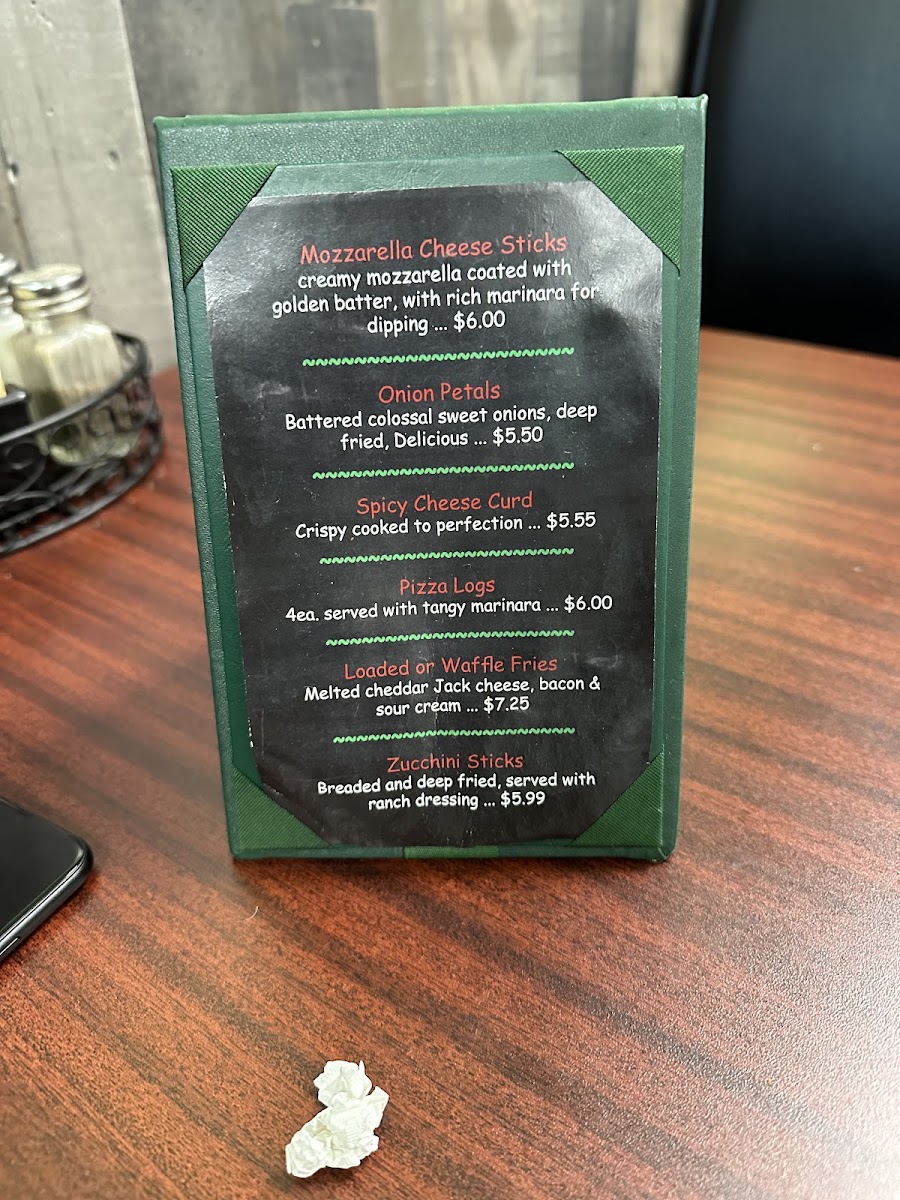 Mozzarella Cheese Sticks
creamy mozzarella coated with
golden batter, with rich marinara for
dipping ... $6.00
Onion Petals
Battered colossal sweet onions, deep
fried, Delicious ... $5.50
Spicy Cheese Curd
Crispy cooked to perfection ... $5.55
Pizza Logs
4ea. served with tangy marinara ... $6.00
Loaded or Waffle Fries
Melted cheddar Jack cheese, bacon &
sour cream ... $7.25
Zucchini Sticks
Breaded and deep fried, served with
ranch dressing ... $5.99